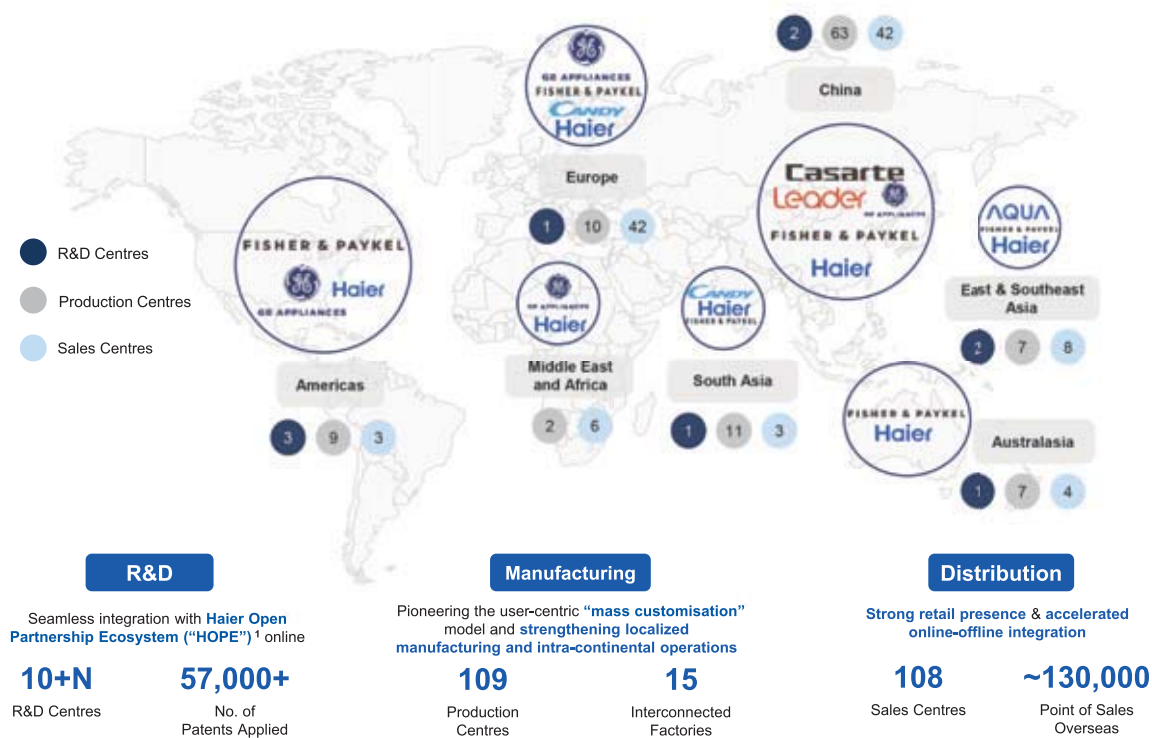 2 63 42
China
GE APPLIANCES
FISHER & PAYKEL
CANDY
Haier
Europe
1 10 42
Casarte
Leader
GE APPLIANCES
FISHER & PAYKEL
Haier
AQUA
FISHER & PAYKEL
Haier
East & Southeast
Asia
2 7 8
FISHER & PAYKEL
GE APPLIANCES
Haier
Americas
3 9 3
R&D Centres
Production Centres
Sales Centres
GE APPLIANCES
Haier
Middle East
and Africa
2 6
CANDY
Haier
FISHER & PAYKEL
South Asia
1 11 3
FISHER & PAYKEL
Haier
Australasia
1 7 4
R&D
Seamless integration with Haier Open
Partnership Ecosystem (“HOPE”) ¹ online
10+N
R&D Centres
57,000+
No. of
Patents Applied
Manufacturing
Pioneering the user-centric “mass customisation”
model and strengthening localized
manufacturing and intra-continental operations
109
Production
Centres
15
Interconnected
Factories
Distribution
Strong retail presence & accelerated
online-offline integration
108
Sales Centres
~130,000
Point of Sales
Overseas